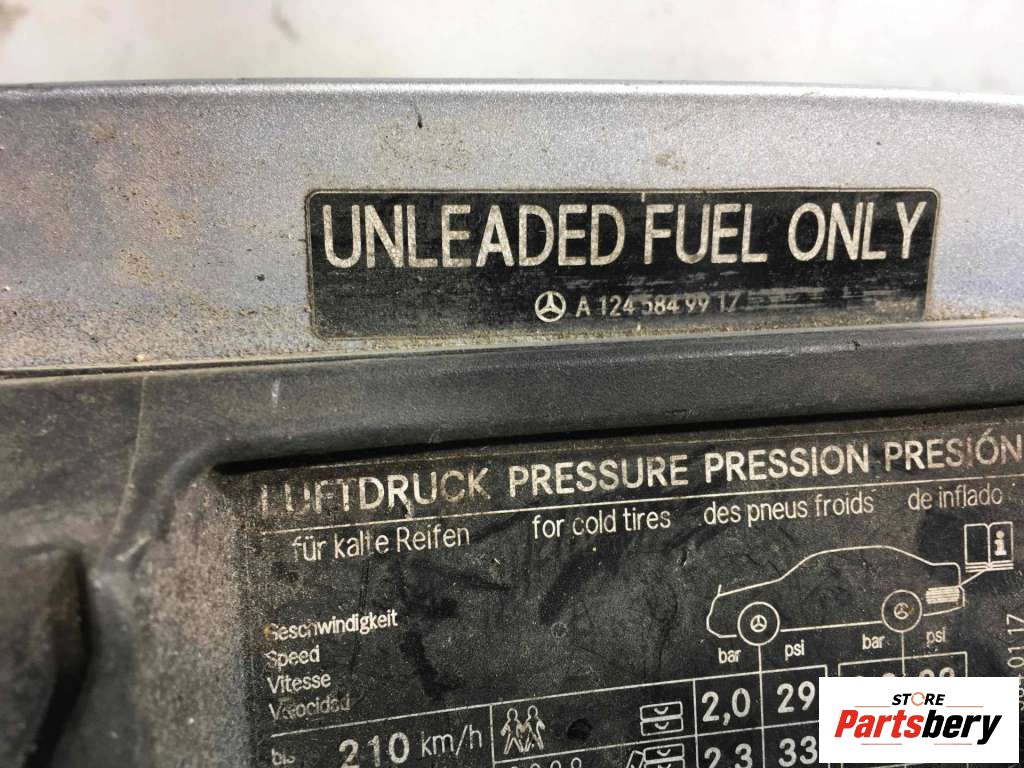 UNLEADED FUEL ONLY
A 124 584 99 17
LUFTDRUCK PRESSURE PRESSION PRESIÓN
für kalte Reifen for cold tires des pneus froids de inflado
i
Geschwindigkeit
Speed
Vitesse
Velocidad
bar psi bar psi
bis 210 km/h 2,0 29
2,3 33
0117
STORE
Partsbery